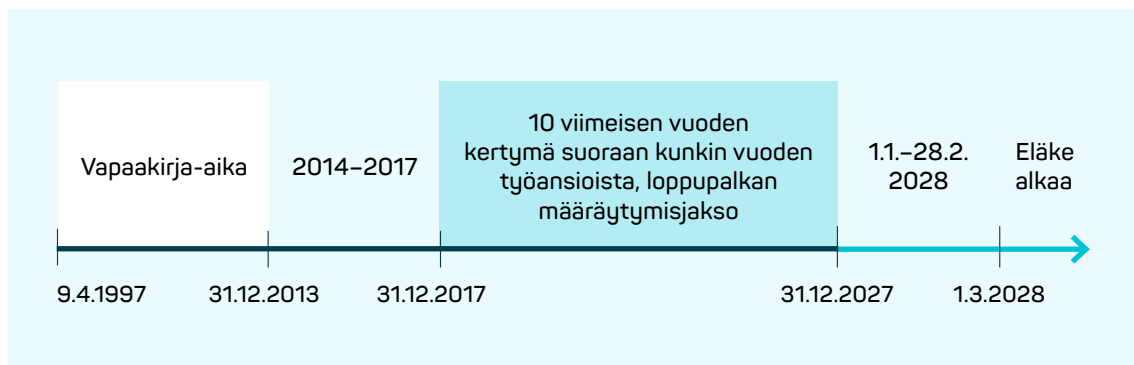 Vapaakirja-aika
2014–2017
10 viimeisen vuoden
kertymä suoraan kunkin vuoden
työansioista, loppupalkan
määräytymisjakso
1.1.–28.2.
2028
Eläke
alkaa
9.4.1997
31.12.2013
31.12.2017
31.12.2027
1.3.2028